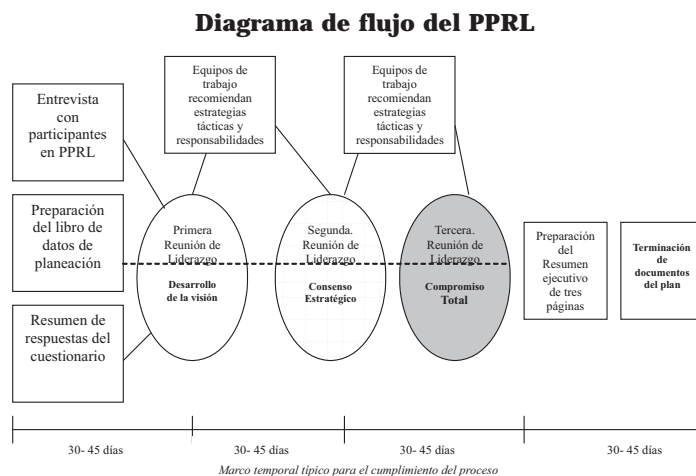 Diagrama de flujo del PPRL
Entrevista
con
participantes
en PPRL
Preparación
del libro de
datos de
planeación
Resumen de
respuestas del
cuestionario
Equipos de
trabajo
recomiendan
estrategias
tácticas y
responsabilidades
Equipos de
trabajo
recomiendan
estrategias
tácticas y
responsabilidades
Primera
Reunión de
Liderazgo
Desarrollo
de la visión
Segunda.
Reunión de
Liderazgo
Consenso
Estratégico
Tercera.
Reunión de
Liderazgo
Compromiso
Total
Preparación
del
Resumen
ejecutivo
de tres
páginas
Terminación
de
documentos
del plan
30- 45 días
30- 45 días
30- 45 días
30- 45 días
Marco temporal típico para el cumplimiento del proceso